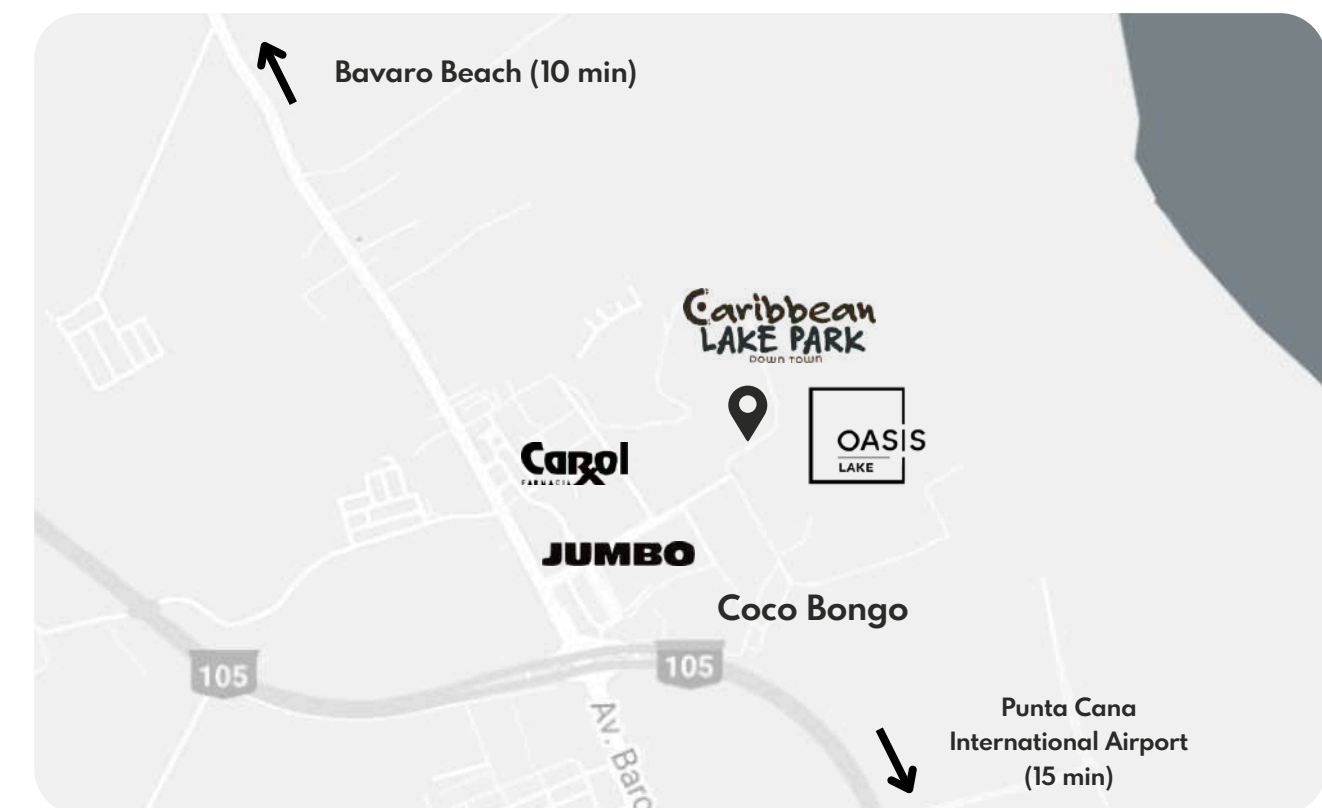 Bavaro Beach (10 min)
Caribbean
LAKE PARK
DOWN TOWN
OASIS
LAKE
Carol
FARMACIA
JUMBO
Coco Bongo
105
105
Punta Cana
International Airport
(15 min)
Av. Barc